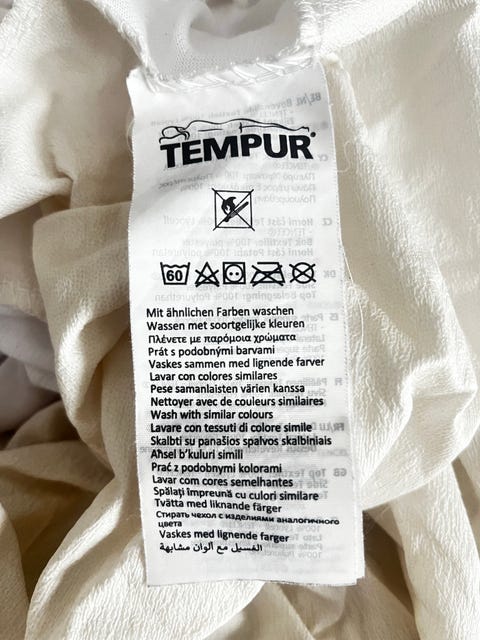 TEMPUR®
60
Mit ähnlichen Farben waschen
Wassen met soortgelijke kleuren
Πλένετε με παρόμοια χρώματα
Prát s podobnými barvami
Vaskes sammen med lignende farver
Lavar con colores similares
Pese samanlaisten värien kanssa
Nettoyer avec de couleurs similaires
Wash with similar colours
Lavare con tessuti di colore simile
Skalbti su panašios spalvos skalbiniais
Aħsel b'kuluri simili
Prać z podobnymi kolorami
Lavar com cores semelhantes
Spălați împreună cu culori similare
Tvätta med liknande färger
Стирать чехол с изделиями аналогичного
цвета
Vaskes med lignende farger
الغسيل مع ألوان مشابهة